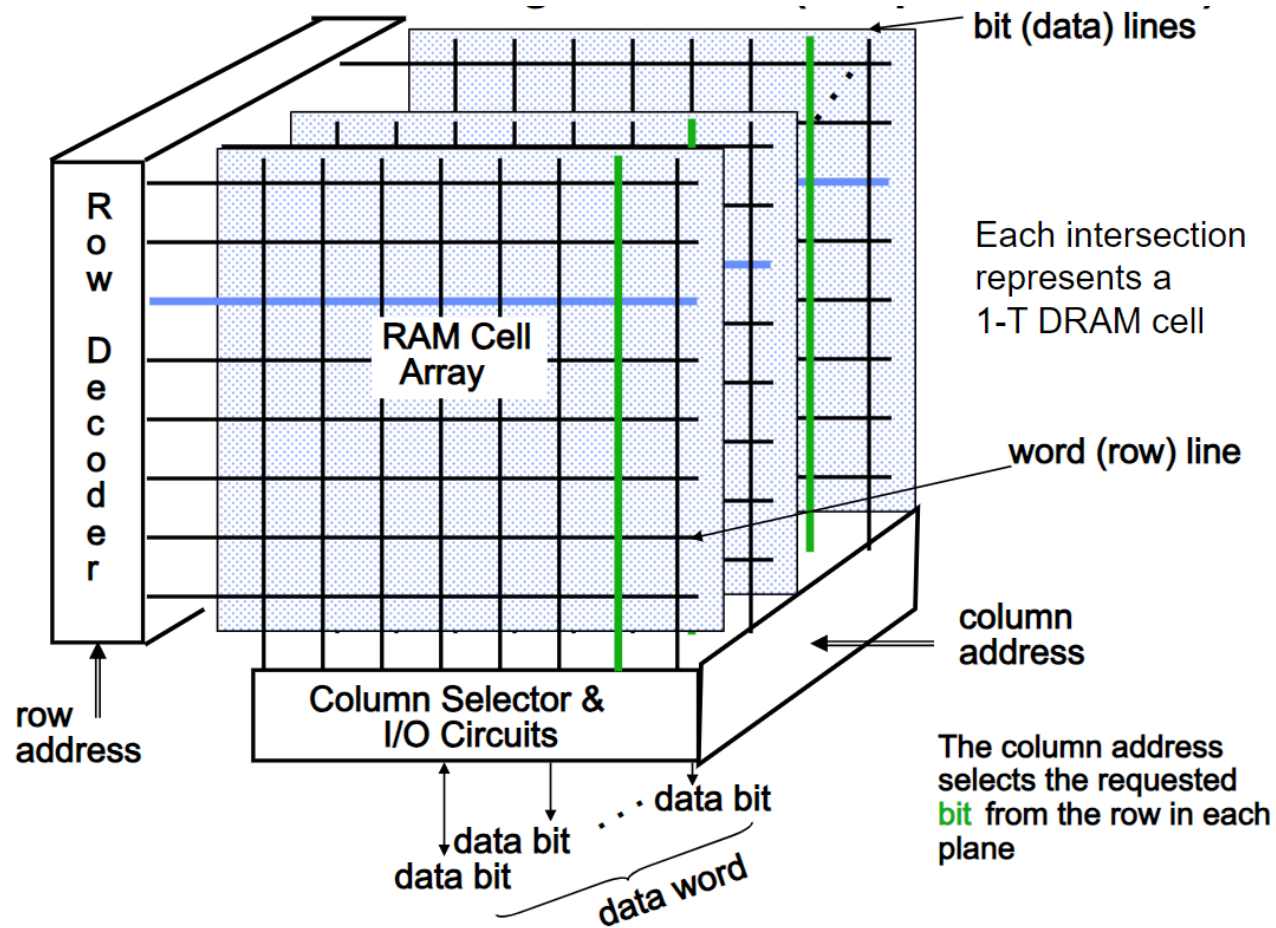 bit (data) lines
Row Decoder
Each intersection
represents a
1-T DRAM cell
RAM Cell
Array
word (row) line
column
address
row
address
Column Selector &
I/O Circuits
The column address
selects the requested
bit from the row in each
plane
data bit
data bit
data bit
data word